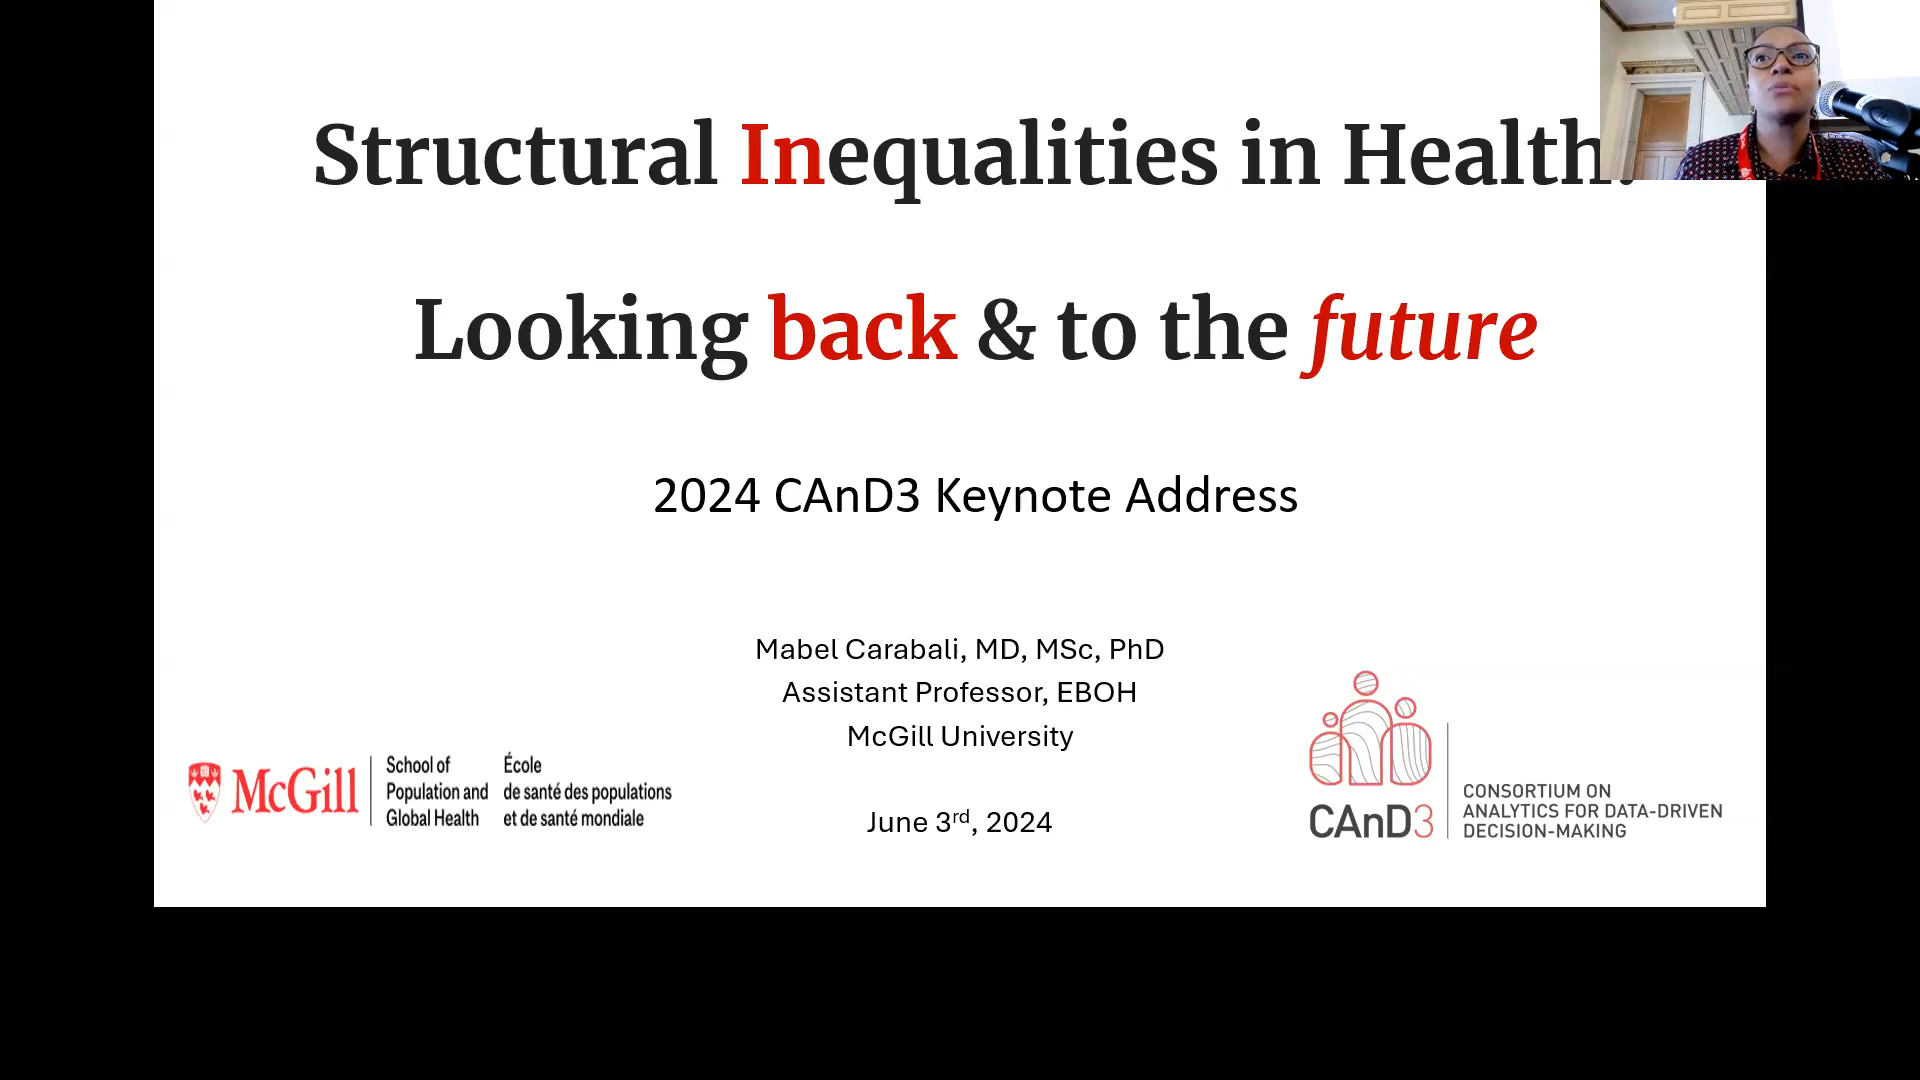 Structural Inequalities in Health:
Looking back & to the future
2024 CAnD3 Keynote Address
Mabel Carabali, MD, MSc, PhD
Assistant Professor, EBOH
McGill University
June 3rd, 2024
McGill
School of
Population and
Global Health
École
de santé des populations
et de santé mondiale
CAnD3
CONSORTIUM ON
ANALYTICS FOR DATA-DRIVEN
DECISION-MAKING